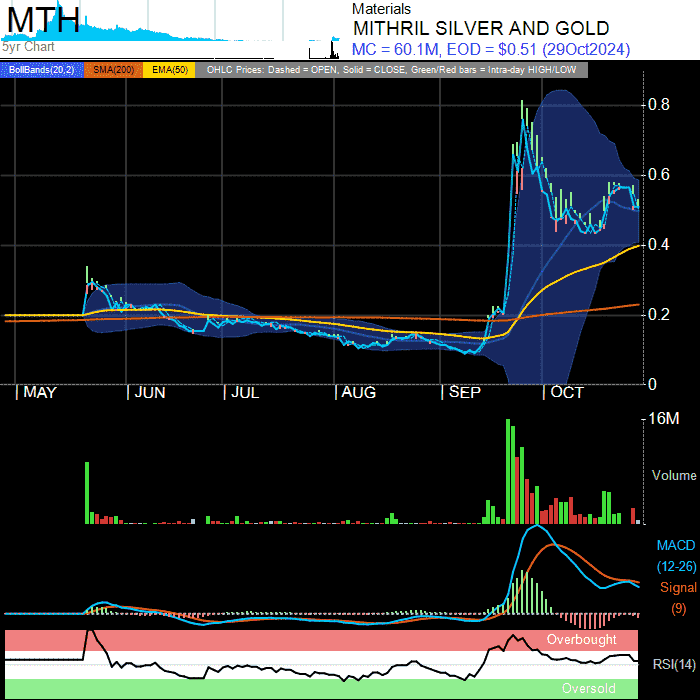 MTH
5yr Chart
Materials
MITHRIL SILVER AND GOLD
MC = 60.1M, EOD = $0.51 (29Oct2024)
BollBands(20,2) SMA(200) EMA(50) OHLC Prices: Dashed = OPEN, Solid = CLOSE, Green/Red bars = Intra-day HIGH/LOW
0.8
0.6
0.4
0.2
0
MAY JUN JUL AUG SEP OCT
16M
Volume
MACD
(12-26)
Signal
(9)
Overbought
RSI(14)
Oversold